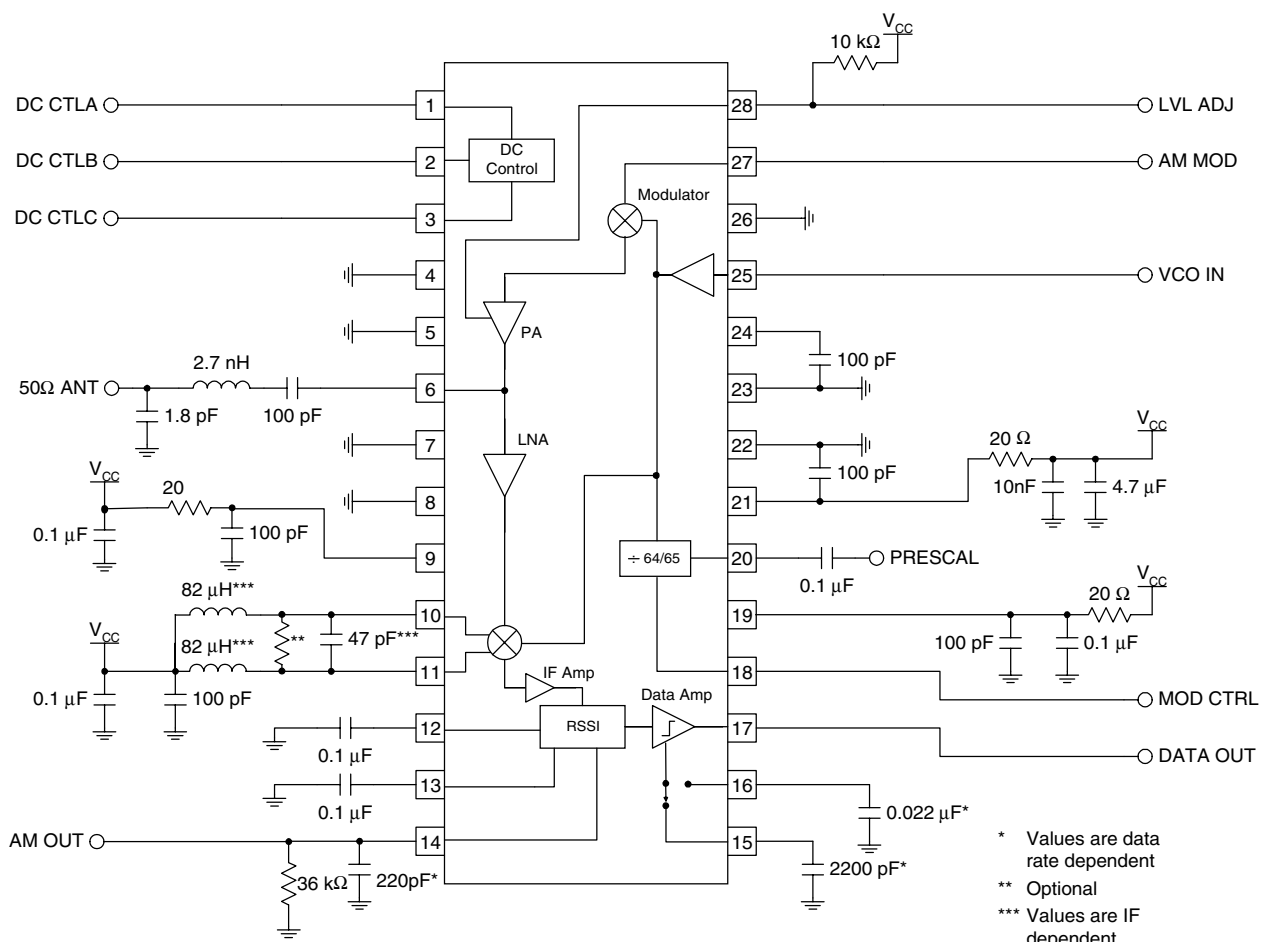 V_CC
10 kΩ
DC CTLA
1
28
LVL ADJ
DC CTLB
2
DC
Control
27
AM MOD
Modulator
DC CTLC
3
26
4
25
VCO IN
5
PA
24
2.7 nH
100 pF
50Ω ANT
6
23
1.8 pF
100 pF
LNA
7
22
V_CC
20 Ω
V_CC
100 pF
20
8
21
10nF
4.7 μF
0.1 μF
100 pF
9
÷ 64/65
20
PRESCAL
0.1 μF
V_CC
82 μH***
20 Ω
10
19
V_CC
**
47 pF***
82 μH***
100 pF
0.1 μF
11
18
IF Amp
0.1 μF
100 pF
Data Amp
MOD CTRL
12
RSSI
17
0.1 μF
DATA OUT
13
16
0.1 μF
0.022 μF*
AM OUT
14
15
* Values are data
rate dependent
2200 pF*
36 kΩ
220pF*
** Optional
*** Values are IF
dependent